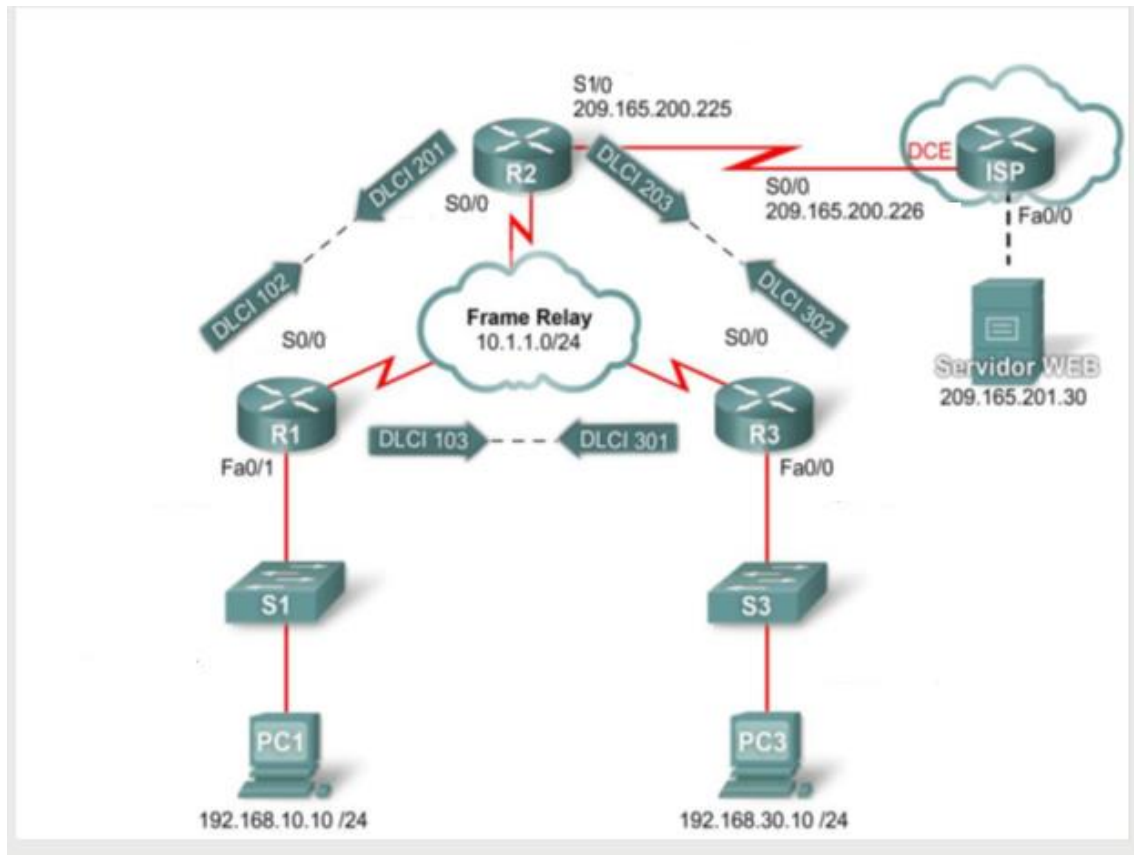 S1/0
209.165.200.225
DLCI 201
R2
S0/0
DLCI 203
DCE
ISP
S0/0
209.165.200.226
Fa0/0
DLCI 102
DLCI 302
Frame Relay
10.1.1.0/24
S0/0
S0/0
Servidor WEB
209.165.201.30
R1
DLCI 103
DLCI 301
R3
Fa0/1
Fa0/0
S1
S3
PC1
PC3
192.168.10.10 /24
192.168.30.10 /24